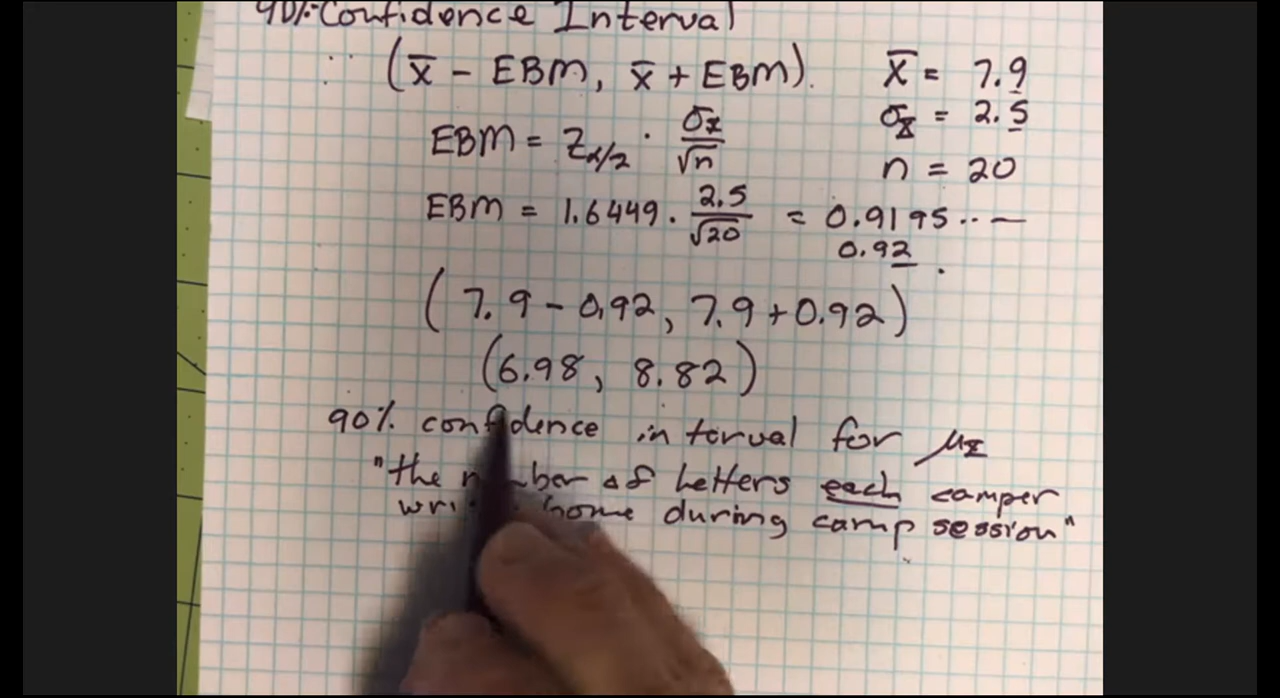 90% Confidence Interval
∴ (x̄ − EBM, x̄ + EBM). x̄ = 7.9
EBM = Zα/2 · σx/√n σx = 2.5
n = 20
EBM = 1.6449 · 2.5/√20 = 0.9195..—
0.92
(7.9 − 0.92, 7.9 + 0.92)
(6.98, 8.82)
90% confidence interval for μx
"the number of letters each camper
home during camp session"